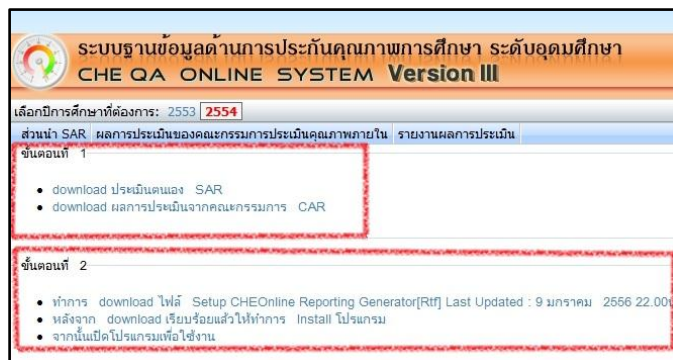 ระบบฐานข้อมูลด้านการประกันคุณภาพการศึกษา ระดับอุดมศึกษา
CHE QA ONLINE SYSTEM Version III
เลือกปีการศึกษาที่ต้องการ: 2553 2554
ส่วนนำ SAR ผลการประเมินของคณะกรรมการประเมินคุณภาพภายใน รายงานผลการประเมิน
ขั้นตอนที่ 1
• download ประเมินตนเอง SAR
• download ผลการประเมินจากคณะกรรมการ CAR
ขั้นตอนที่ 2
• ทำการ download ไฟล์ Setup CHEOnline Reporting Generator[Rtf] Last Updated : 9 มกราคม 2556 22.00
• หลังจาก download เรียบร้อยแล้วให้ทำการ Install โปรแกรม
• จากนั้นเปิดโปรแกรมเพื่อใช้งาน